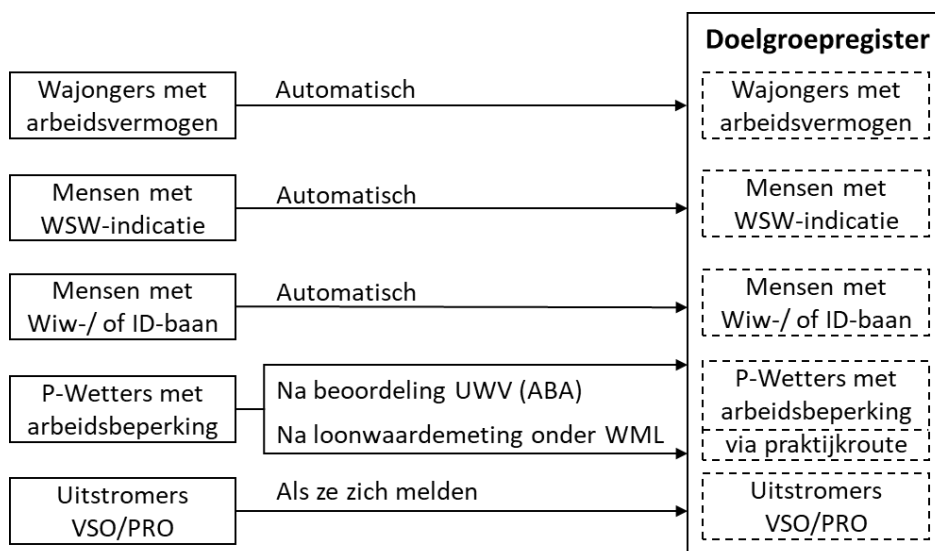 Doelgroepregister
Wajongers met
arbeidsvermogen
Automatisch
Wajongers met
arbeidsvermogen
Mensen met
WSW-indicatie
Automatisch
Mensen met
WSW-indicatie
Mensen met
Wiw-/ of ID-baan
Automatisch
Mensen met
Wiw-/ of ID-baan
P-Wetters met
arbeidsbeperking
Na beoordeling UWV (ABA)
Na loonwaardemeting onder WML
P-Wetters met
arbeidsbeperking
via praktijkroute
Uitstromers
VSO/PRO
Als ze zich melden
Uitstromers
VSO/PRO